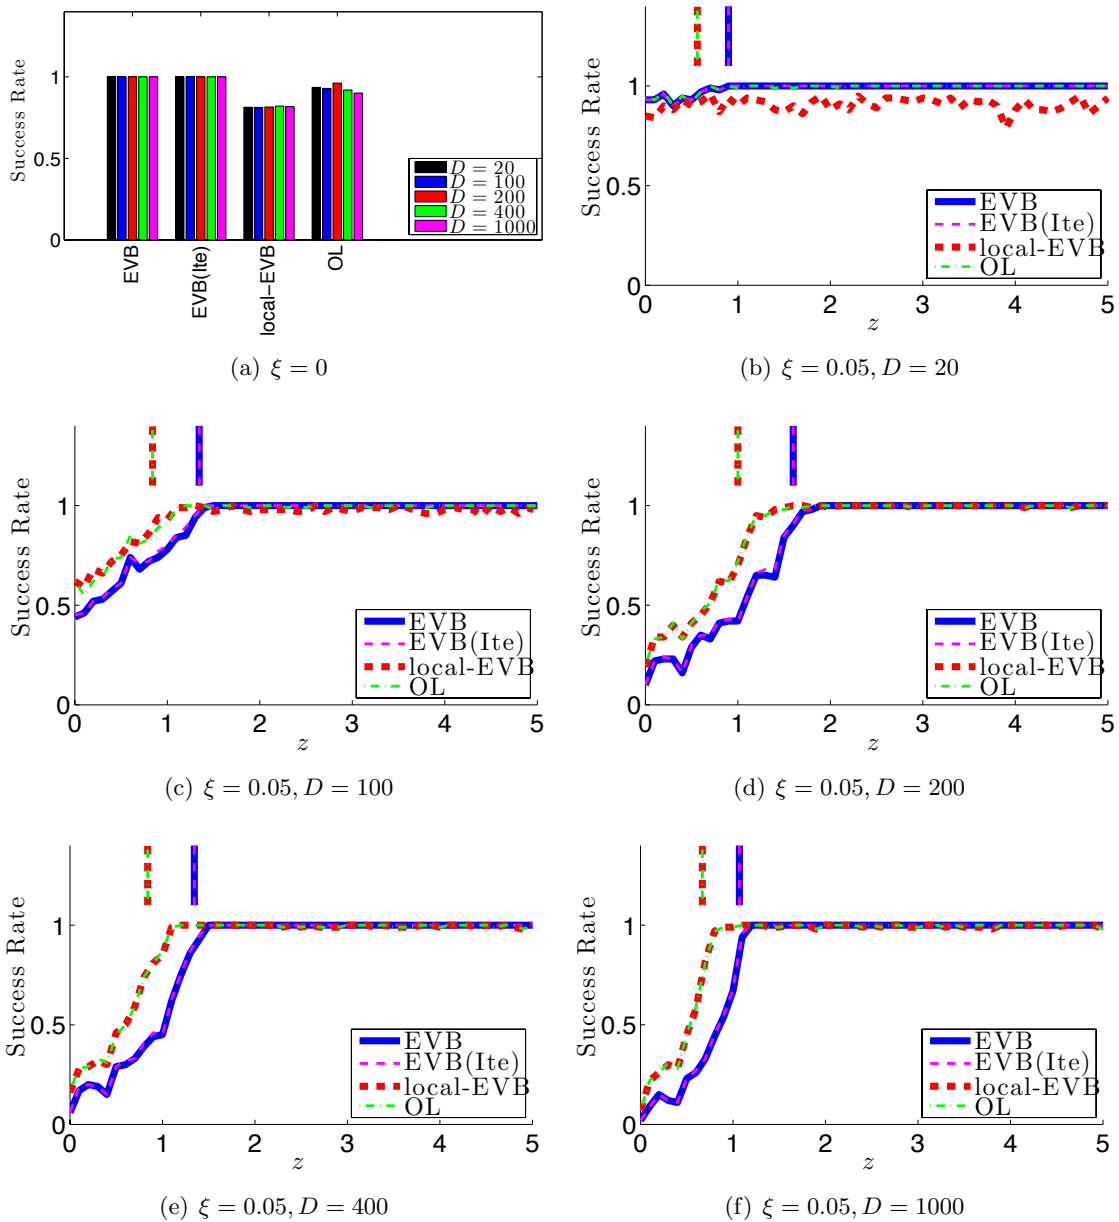 Success Rate
1
0.5
0
D = 20
D = 100
D = 200
D = 400
D = 1000
EVB
EVB(Ite)
local-EVB
OL
(a) ξ = 0
Success Rate
1
0.5
0
EVB
EVB(Ite)
local-EVB
OL
0 1 2 3 4 5
z
(b) ξ = 0.05, D = 20
Success Rate
1
0.5
0
EVB
EVB(Ite)
local-EVB
OL
0 1 2 3 4 5
z
(c) ξ = 0.05, D = 100
Success Rate
1
0.5
0
EVB
EVB(Ite)
local-EVB
OL
0 1 2 3 4 5
z
(d) ξ = 0.05, D = 200
Success Rate
1
0.5
0
EVB
EVB(Ite)
local-EVB
OL
0 1 2 3 4 5
z
(e) ξ = 0.05, D = 400
Success Rate
1
0.5
0
EVB
EVB(Ite)
local-EVB
OL
0 1 2 3 4 5
z
(f) ξ = 0.05, D = 1000